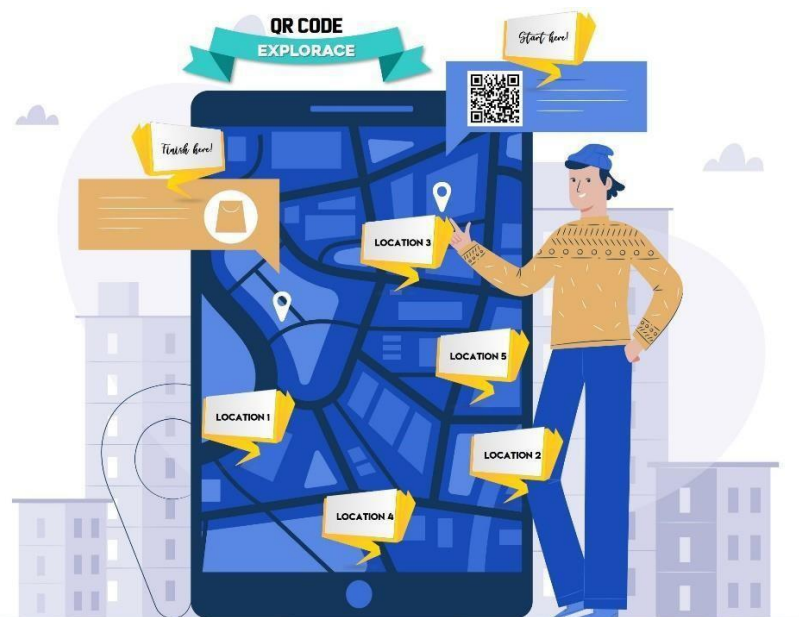 QR CODE
EXPLORACE
Start here!
Finish here!
LOCATION 3
LOCATION 5
LOCATION 1
LOCATION 2
LOCATION 4